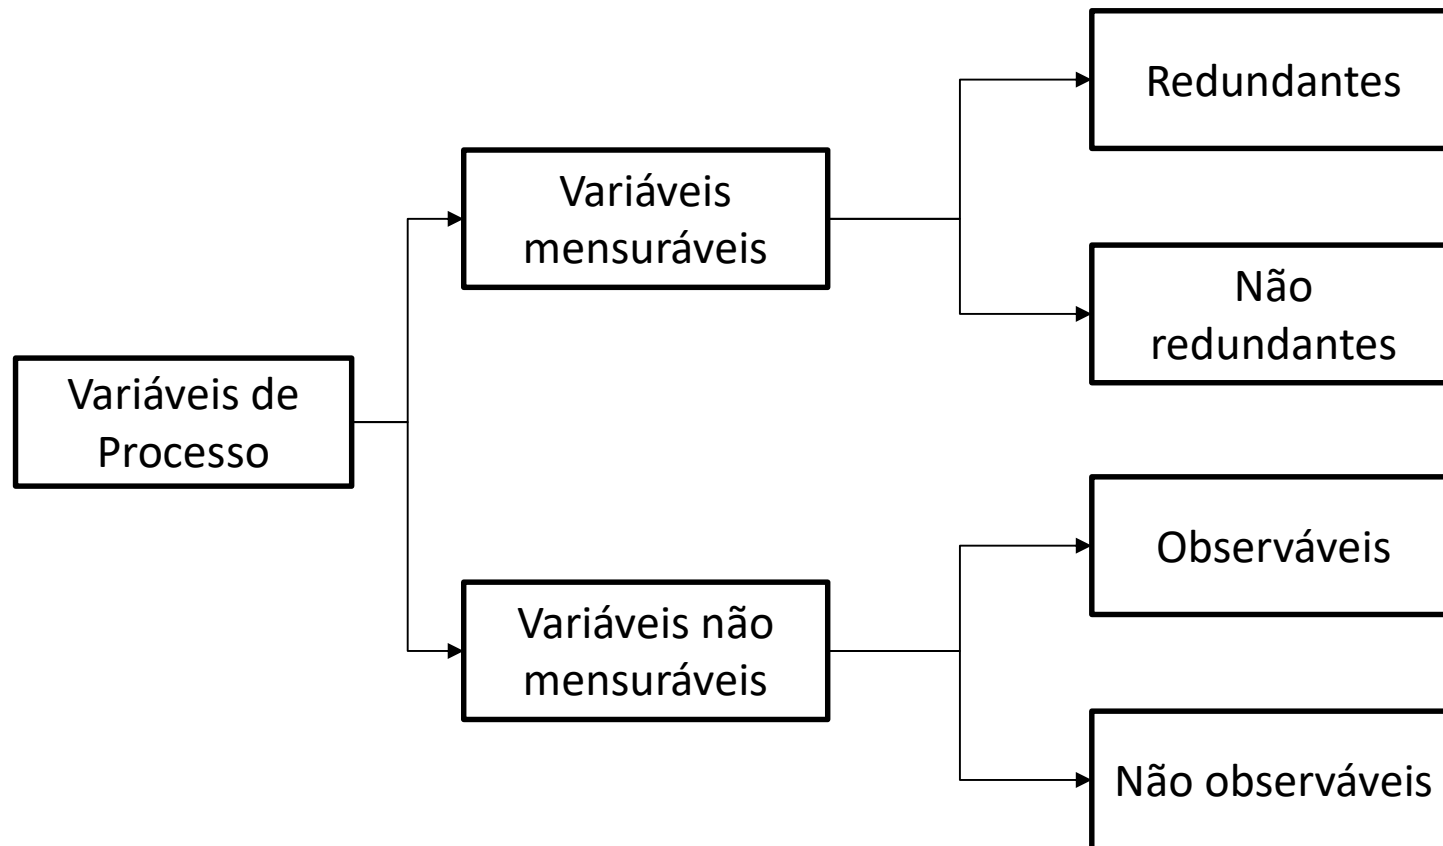 Redundantes
Variáveis
mensuráveis
Não
redundantes
Variáveis de
Processo
Observáveis
Variáveis não
mensuráveis
Não observáveis